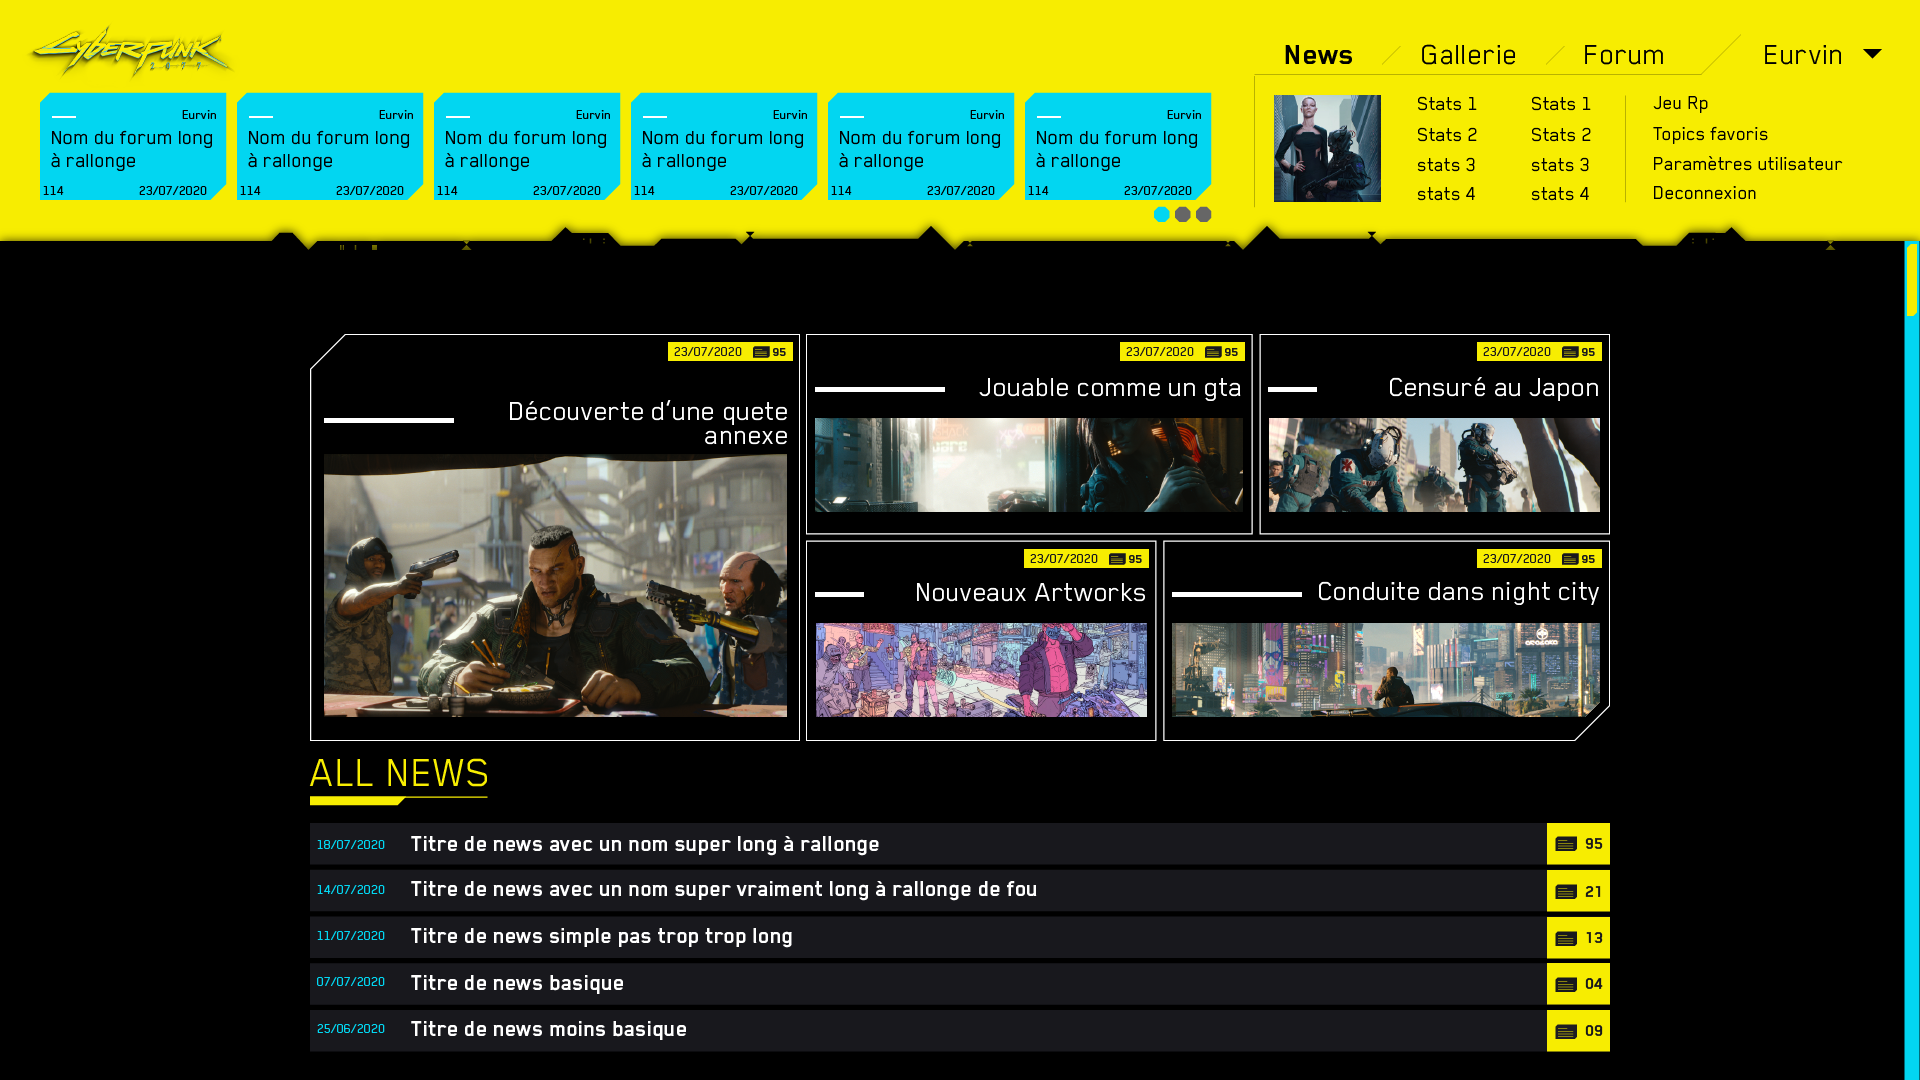 Cyberpunk
2077
News
Gallerie
Forum
Eurvin
Eurvin
Nom du forum long
à rallonge
114 23/07/2020
Eurvin
Nom du forum long
à rallonge
114 23/07/2020
Eurvin
Nom du forum long
à rallonge
114 23/07/2020
Eurvin
Nom du forum long
à rallonge
114 23/07/2020
Eurvin
Nom du forum long
à rallonge
114 23/07/2020
Eurvin
Nom du forum long
à rallonge
114 23/07/2020
Stats 1
Stats 2
stats 3
stats 4
Stats 1
Stats 2
stats 3
stats 4
Jeu Rp
Topics favoris
Paramètres utilisateur
Deconnexion
23/07/2020 95
Découverte d'une quete
annexe
23/07/2020 95
Jouable comme un gta
23/07/2020 95
Censuré au Japon
23/07/2020 95
Nouveaux Artworks
23/07/2020 95
Conduite dans night city
ALL NEWS
18/07/2020 Titre de news avec un nom super long à rallonge 95
14/07/2020 Titre de news avec un nom super vraiment long à rallonge de fou 21
11/07/2020 Titre de news simple pas trop trop long 13
07/07/2020 Titre de news basique 04
25/06/2020 Titre de news moins basique 09